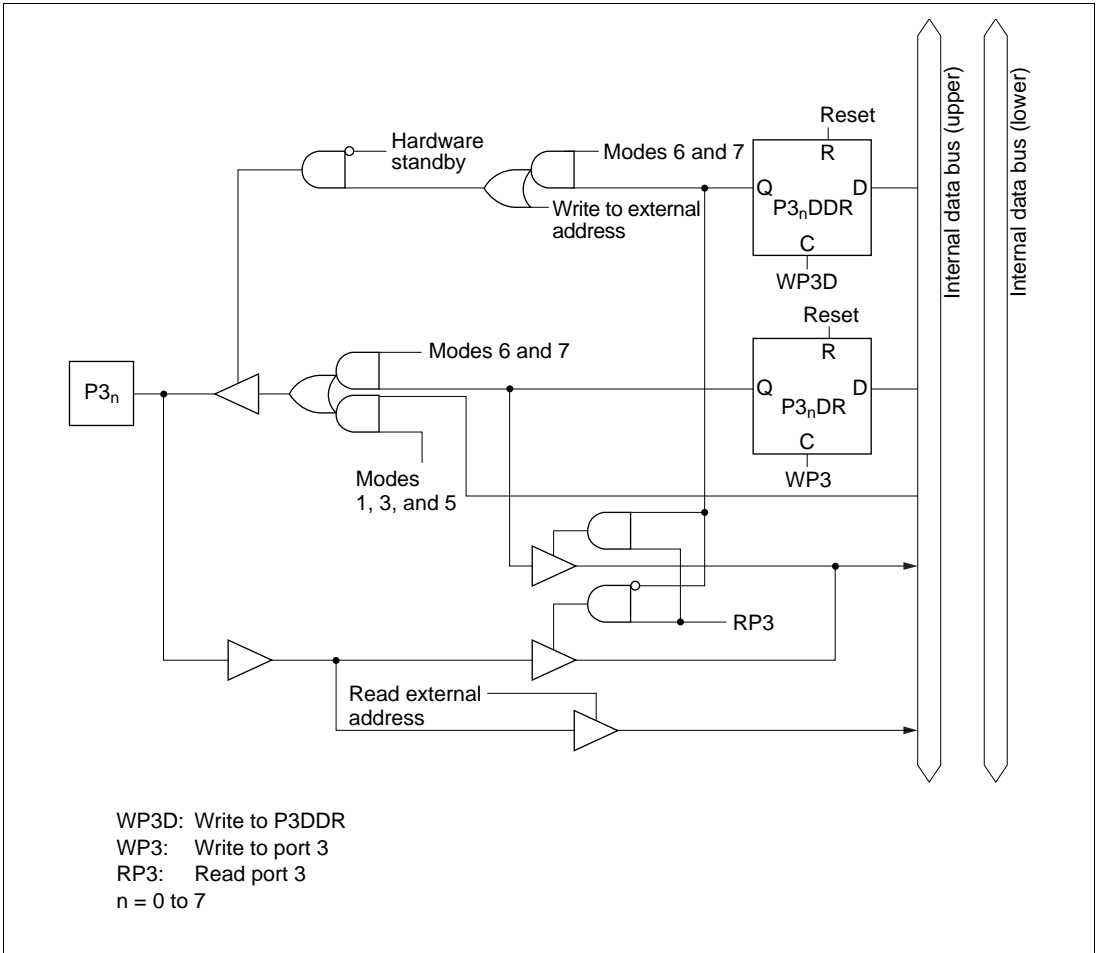 Reset
Hardware
standby
Modes 6 and 7
R
Q
D
P3nDDR
C
Write to external
address
WP3D
Internal data bus (upper)
Internal data bus (lower)
Reset
Modes 6 and 7
R
P3n
Q
D
P3nDR
C
WP3
Modes
1, 3, and 5
RP3
Read external
address
WP3D: Write to P3DDR
WP3: Write to port 3
RP3: Read port 3
n = 0 to 7